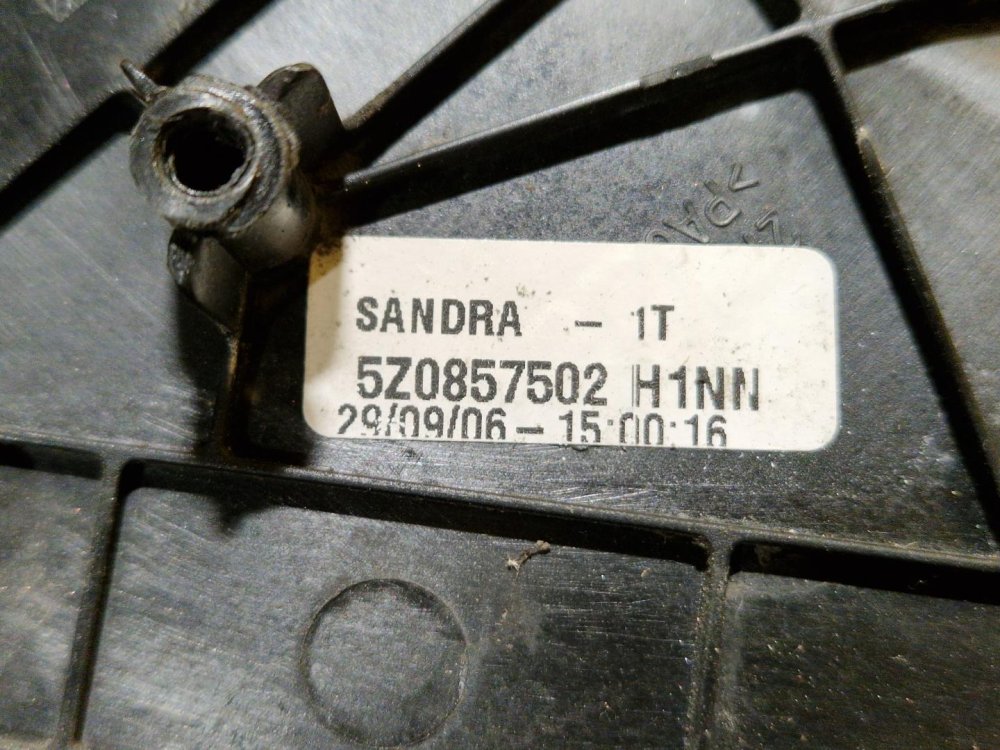 SANDRA - 1T
5Z0857502 H1NN
29/09/06 - 15:00:16